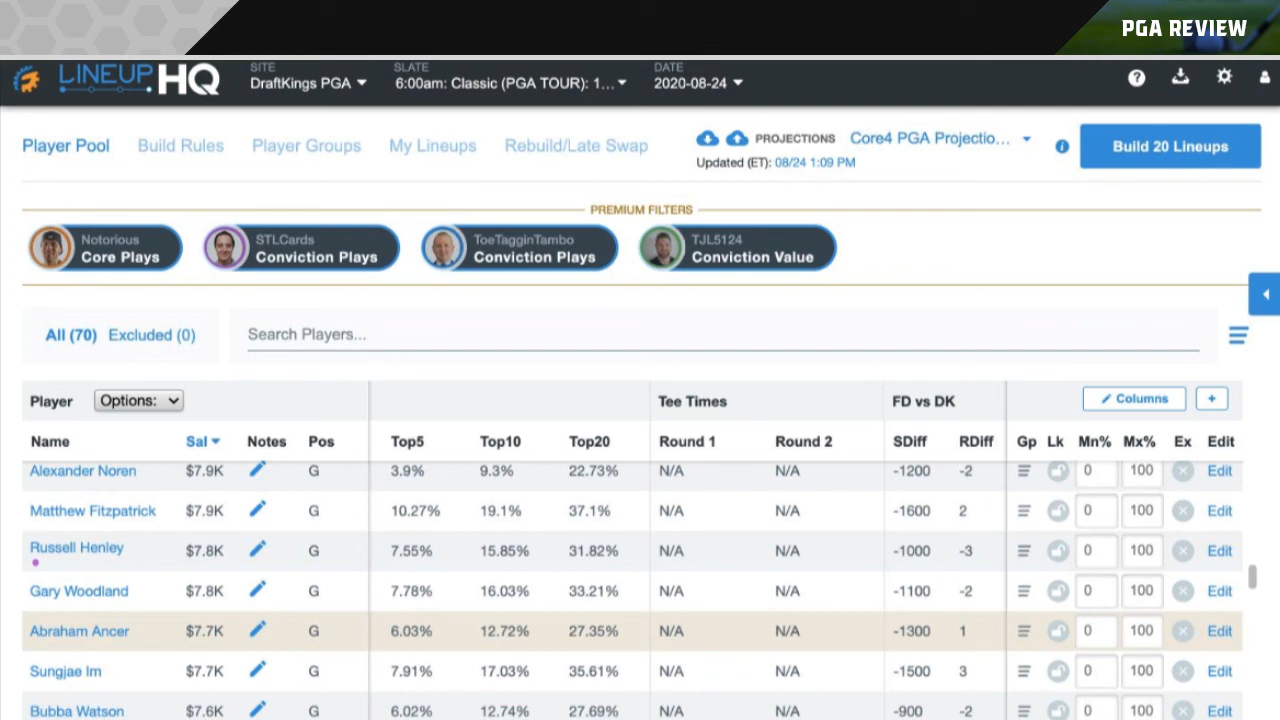 PGA REVIEW
LINEUPHQ
SITE
DraftKings PGA
SLATE
6:00am: Classic (PGA TOUR): 1...
DATE
2020-08-24
Player Pool Build Rules Player Groups My Lineups Rebuild/Late Swap
PROJECTIONS Core4 PGA Projectio...
Updated (ET): 08/24 1:09 PM
Build 20 Lineups
PREMIUM FILTERS
Notorious
Core Plays
STLCards
Conviction Plays
ToeTagginTambo
Conviction Plays
TJL5124
Conviction Value
All (70) Excluded (0)
Search Players...
Player Options: Tee Times FD vs DK Columns +
Name Sal Notes Pos Top5 Top10 Top20 Round 1 Round 2 SDiff RDiff Gp Lk Mn% Mx% Ex Edit
Alexander Noren $7.9K G 3.9% 9.3% 22.73% N/A N/A -1200 -2 0 100 Edit
Matthew Fitzpatrick $7.9K G 10.27% 19.1% 37.1% N/A N/A -1600 2 0 100 Edit
Russell Henley $7.8K G 7.55% 15.85% 31.82% N/A N/A -1000 -3 0 100 Edit
Gary Woodland $7.8K G 7.78% 16.03% 33.21% N/A N/A -1100 -2 0 100 Edit
Abraham Ancer $7.7K G 6.03% 12.72% 27.35% N/A N/A -1300 1 0 100 Edit
Sungjae Im $7.7K G 7.91% 17.03% 35.61% N/A N/A -1500 3 0 100 Edit
Bubba Watson $7.6K G 6.02% 12.74% 27.69% N/A N/A -900 -2 0 100 Edit